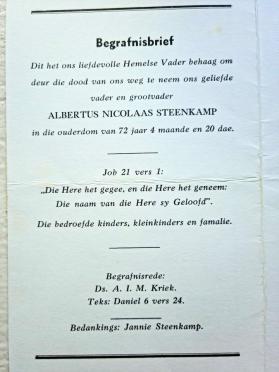 Begrafnisbrief
Dit het ons liefdevolle Hemelse Vader behaag om
deur die dood van ons weg te neem ons geliefde
vader en grootvader
ALBERTUS NICOLAAS STEENKAMP
in die ouderdom van 72 jaar 4 maande en 20 dae.
Job 21 vers 1:
„Die Here het gegee, en die Here het geneem:
Die naam van die Here sy Geloofd”.
Die bedroefde kinders, kleinkinders en famalie.
Begrafnisrede:
Ds. A. I. M. Kriek.
Teks: Daniel 6 vers 24.
Bedankings: Jannie Steenkamp.